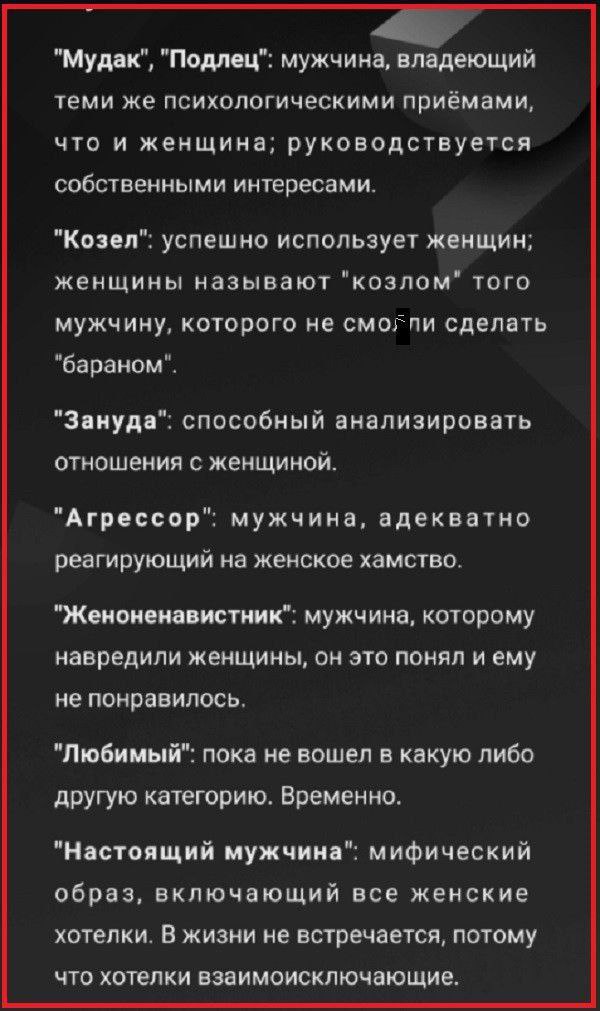 "Мудак", "Подлец": мужчина, владеющий
теми же психологическими приёмами,
что и женщина; руководствуется
собственными интересами.
"Козел": успешно использует женщин;
женщины называют "козлом" того
мужчину, которого не смогли сделать
"бараном".
"Зануда": способный анализировать
отношения с женщиной.
"Агрессор": мужчина, адекватно
реагирующий на женское хамство.
"Женоненавистник": мужчина, которому
навредили женщины, он это понял и ему
не понравилось.
"Любимый": пока не вошел в какую либо
другую категорию. Временно.
"Настоящий мужчина": мифический
образ, включающий все женские
хотелки. В жизни не встречается, потому
что хотелки взаимоисключающие.